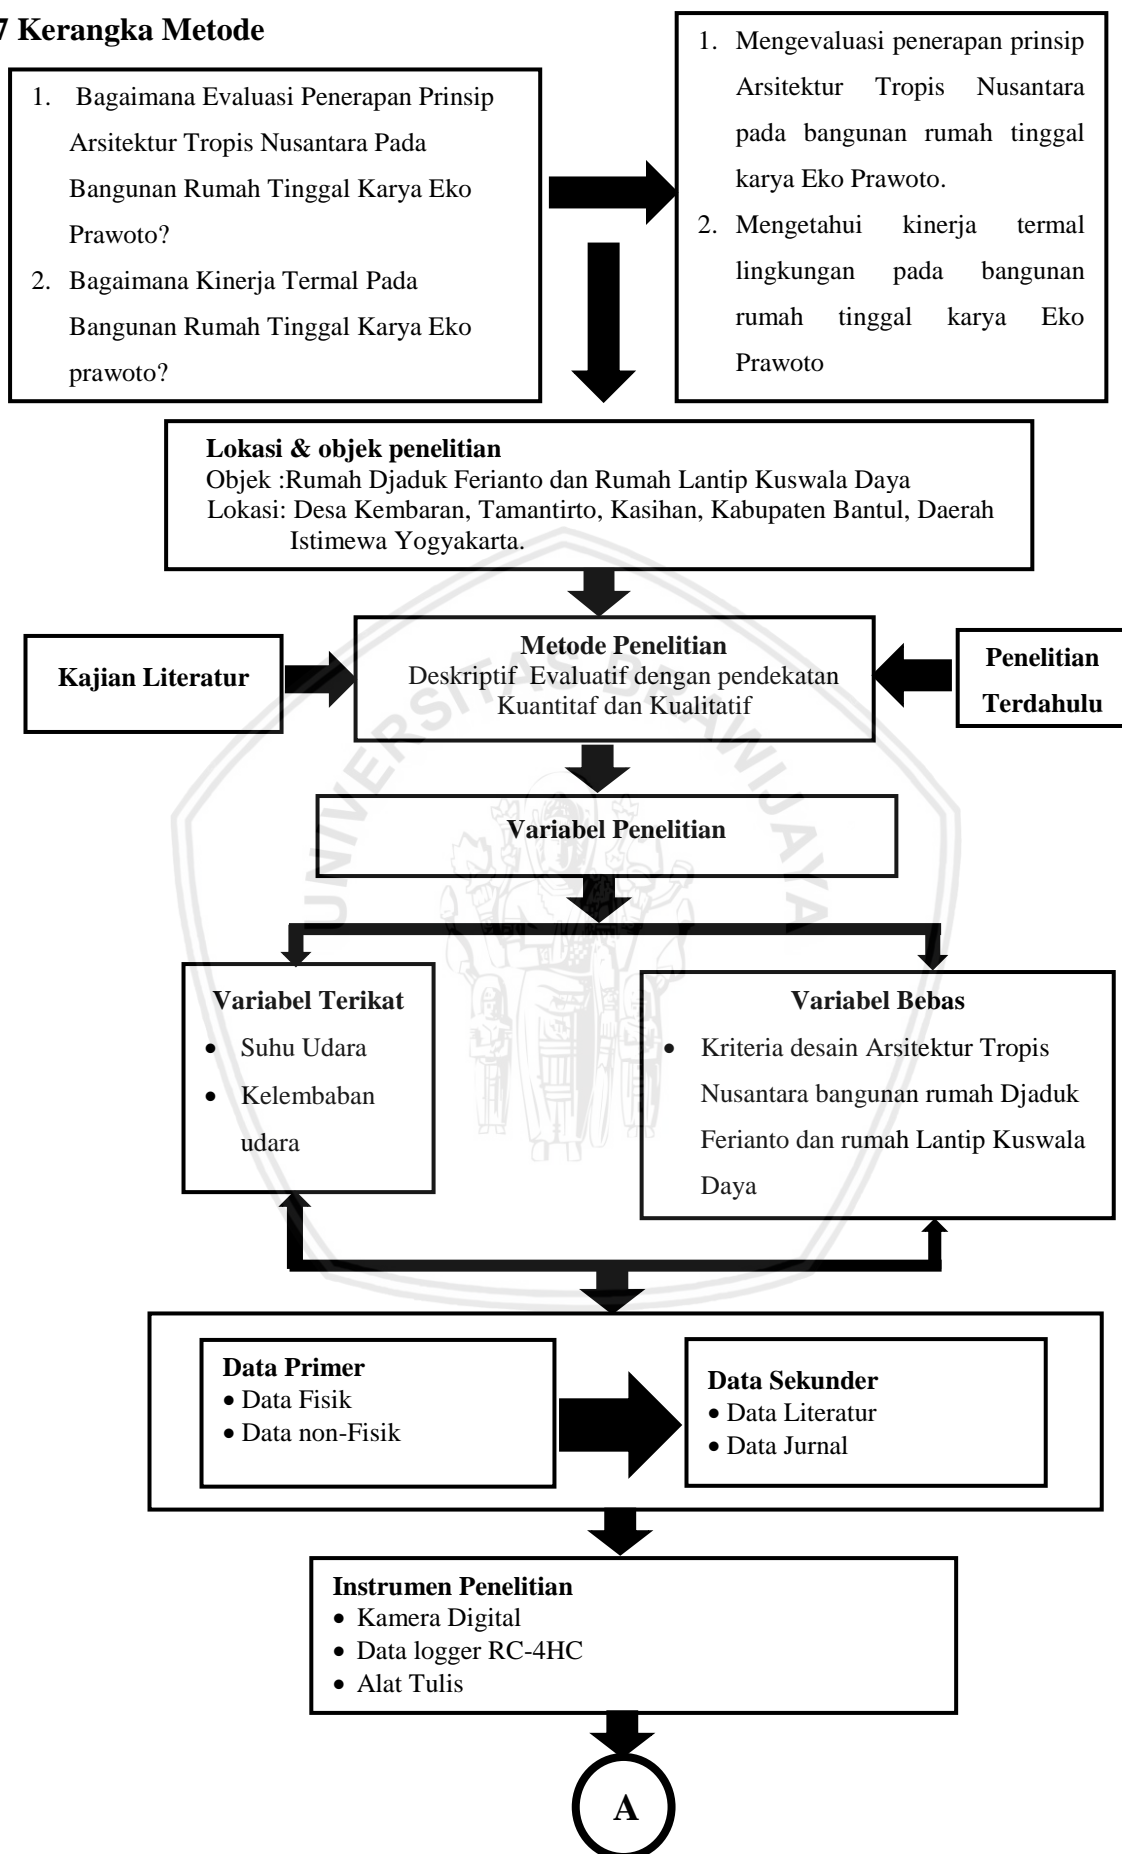 7 Kerangka Metode
1. Bagaimana Evaluasi Penerapan Prinsip
Arsitektur Tropis Nusantara Pada
Bangunan Rumah Tinggal Karya Eko
Prawoto?
2. Bagaimana Kinerja Termal Pada
Bangunan Rumah Tinggal Karya Eko
prawoto?
1. Mengevaluasi penerapan prinsip
Arsitektur Tropis Nusantara
pada bangunan rumah tinggal
karya Eko Prawoto.
2. Mengetahui kinerja termal
lingkungan pada bangunan
rumah tinggal karya Eko
Prawoto
Lokasi & objek penelitian
Objek :Rumah Djaduk Ferianto dan Rumah Lantip Kuswala Daya
Lokasi: Desa Kembaran, Tamantirto, Kasihan, Kabupaten Bantul, Daerah
Istimewa Yogyakarta.
Kajian Literatur
Metode Penelitian
Deskriptif Evaluatif dengan pendekatan
Kuantitaf dan Kualitatif
Penelitian
Terdahulu
Variabel Penelitian
Variabel Terikat
• Suhu Udara
• Kelembaban
udara
Variabel Bebas
• Kriteria desain Arsitektur Tropis
Nusantara bangunan rumah Djaduk
Ferianto dan rumah Lantip Kuswala
Daya
Data Primer
• Data Fisik
• Data non-Fisik
Data Sekunder
• Data Literatur
• Data Jurnal
Instrumen Penelitian
• Kamera Digital
• Data logger RC-4HC
• Alat Tulis
A
UNIVERSITAS BRAWIJAYA